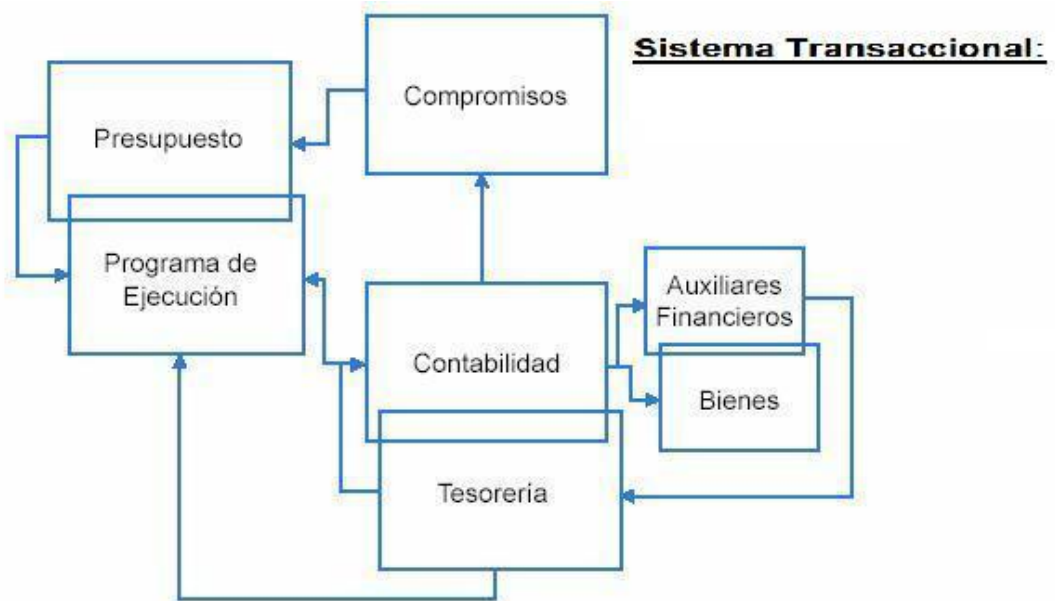 Sistema Transaccional:
Compromisos
Presupuesto
Programa de
Ejecución
Auxiliares
Financieros
Contabilidad
Bienes
Tesoreria